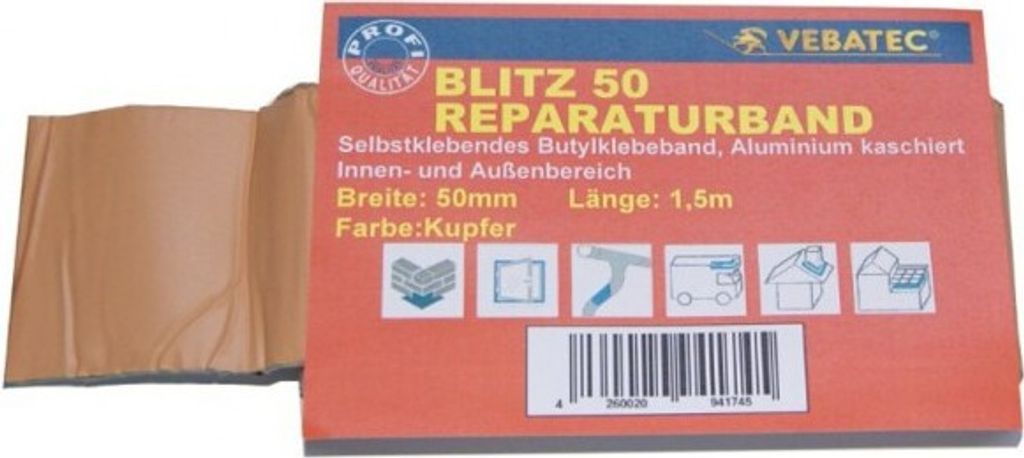 PROFI
QUALITÄT
VEBATEC®
BLITZ 50
REPARATURBAND
Selbstklebendes Butylklebeband, Aluminium kaschiert
Innen- und Außenbereich
Breite: 50mm Länge: 1,5m
Farbe:Kupfer
4 260020 941745